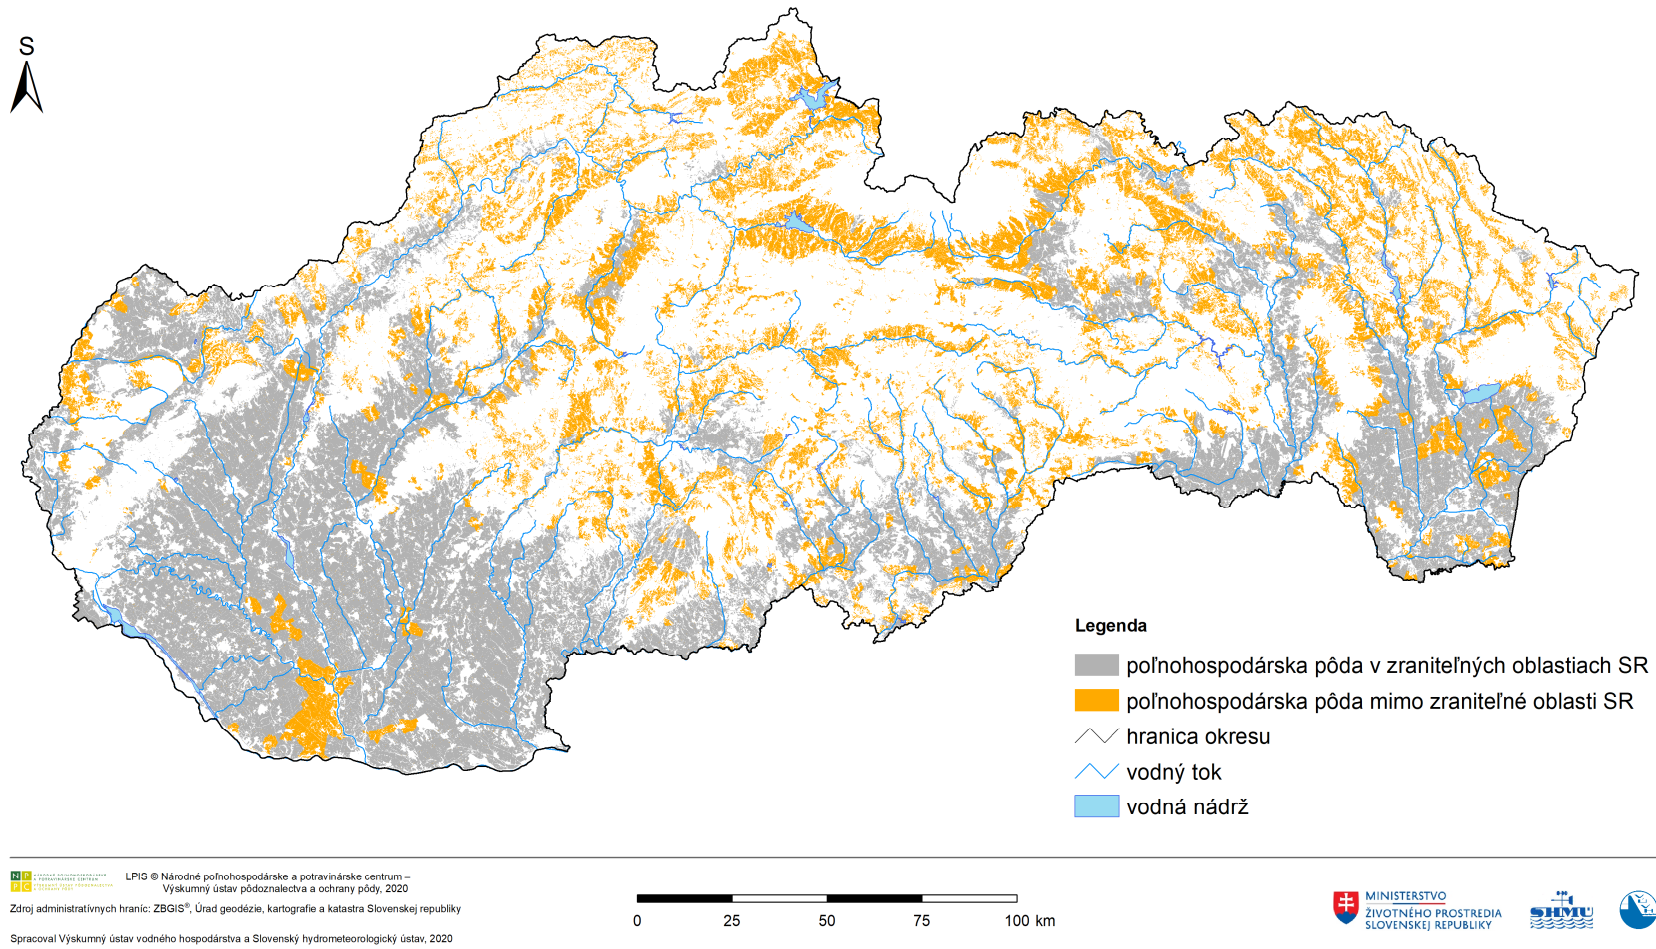 S
Legenda
poľnohospodárska pôda v zraniteľných oblastiach SR
poľnohospodárska pôda mimo zraniteľné oblasti SR
hranica okresu
vodný tok
vodná nádrž
LPIS © Národné poľnohospodárske a potravinárske centrum –
Výskumný ústav pôdoznalectva a ochrany pôdy, 2020
Zdroj administratívnych hraníc: ZBGIS®, Úrad geodézie, kartografie a katastra Slovenskej republiky
Spracoval Výskumný ústav vodného hospodárstva a Slovenský hydrometeorologický ústav, 2020
0 25 50 75 100 km
MINISTERSTVO
ŽIVOTNÉHO PROSTREDIA
SLOVENSKEJ REPUBLIKY
SHMÚ